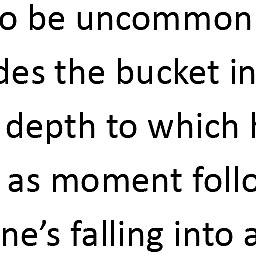 o be uncommon
des the bucket in
depth to which
as moment follo
ne's falling into a